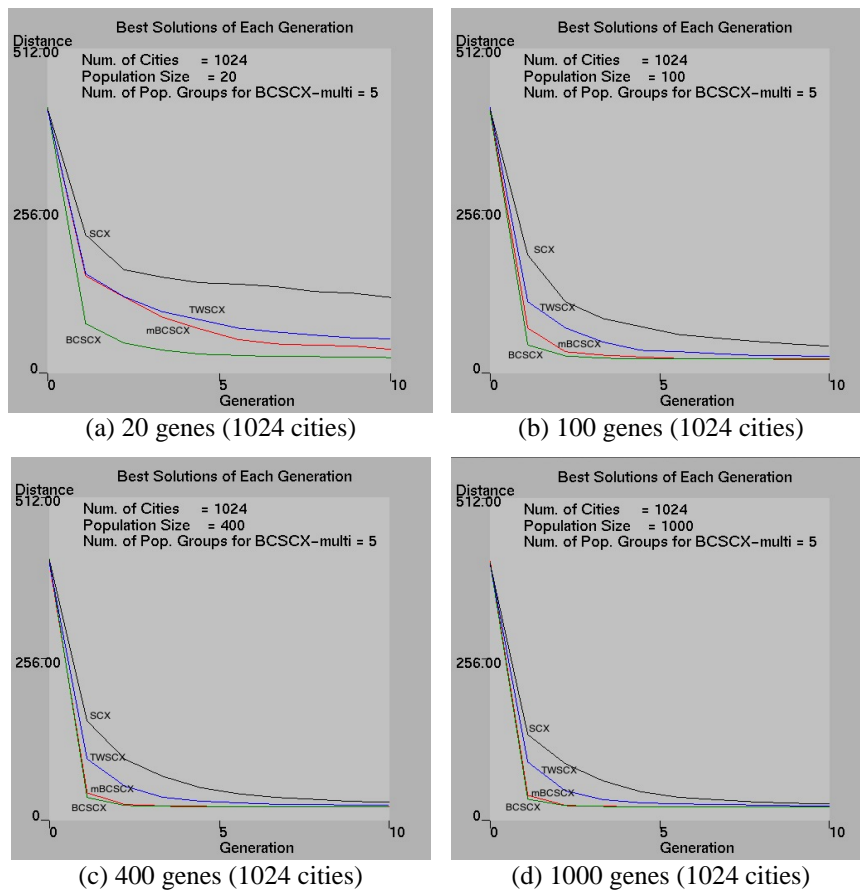 Best Solutions of Each Generation
Distance
512.00
Num. of Cities = 1024
Population Size = 20
Num. of Pop. Groups for BCSCX-multi = 5
256.00
SCX
TWSCX
mBCSCX
BCSCX
0
0 5 10
Generation
(a) 20 genes (1024 cities)
Best Solutions of Each Generation
Distance
512.00
Num. of Cities = 1024
Population Size = 100
Num. of Pop. Groups for BCSCX-multi = 5
256.00
SCX
TWSCX
mBCSCX
BCSCX
0
0 5 10
Generation
(b) 100 genes (1024 cities)
Best Solutions of Each Generation
Distance
512.00
Num. of Cities = 1024
Population Size = 400
Num. of Pop. Groups for BCSCX-multi = 5
256.00
SCX
TWSCX
mBCSCX
BCSCX
0
0 5 10
Generation
(c) 400 genes (1024 cities)
Best Solutions of Each Generation
Distance
512.00
Num. of Cities = 1024
Population Size = 1000
Num. of Pop. Groups for BCSCX-multi = 5
256.00
SCX
TWSCX
mBCSCX
BCSCX
0
0 5 10
Generation
(d) 1000 genes (1024 cities)